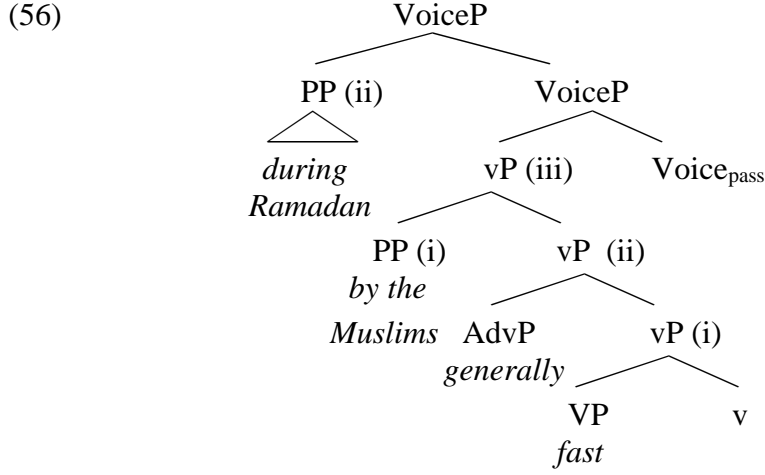 (56) VoiceP
PP (ii) VoiceP
during vP (iii) Voicepass
Ramadan
PP (i) vP (ii)
by the
Muslims AdvP vP (i)
generally
VP v
fast